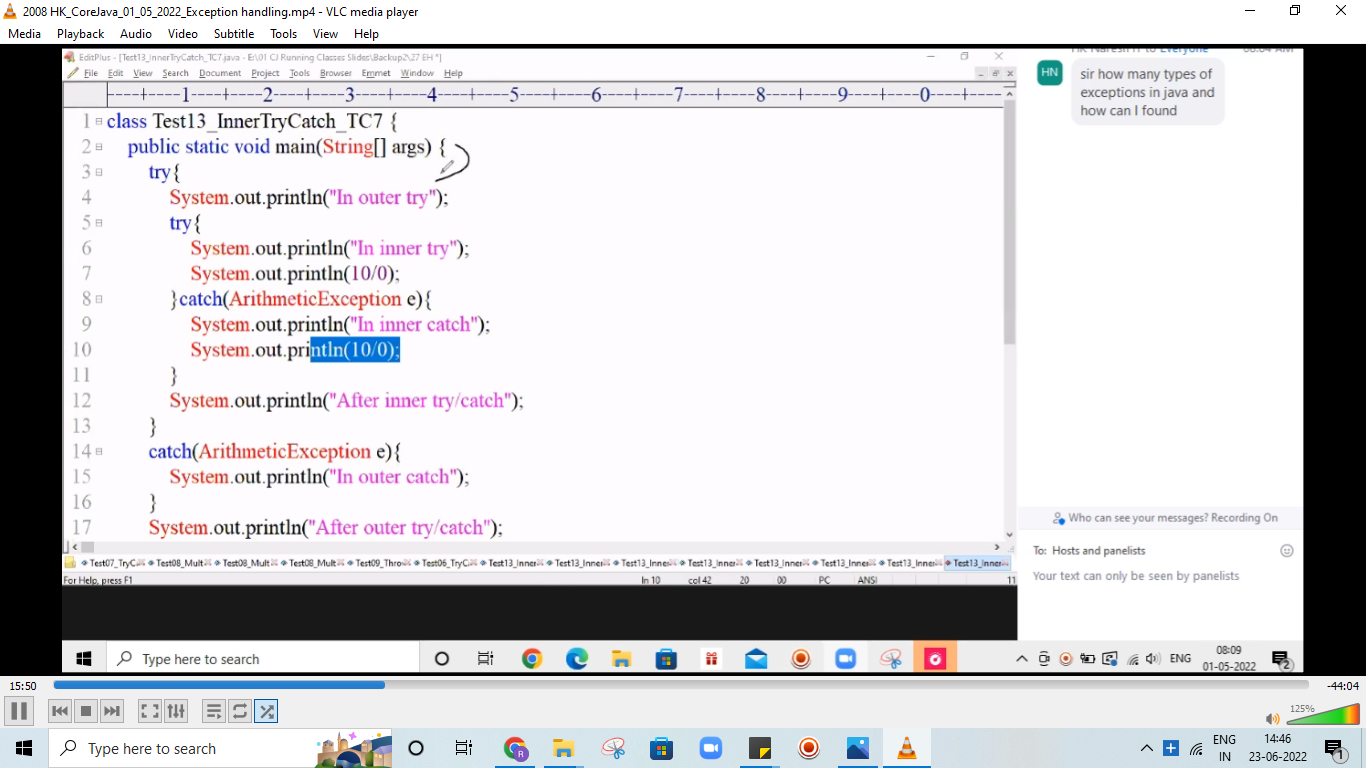 2008 HK_CoreJava_01_05_2022_Exception handling.mp4 - VLC media player
Media Playback Audio Video Subtitle Tools View Help
EditPlus - [Test13_InnerTryCatch_TC7.java - E:\01 CJ Running Classes Slides\Backup2\27 EH *]
File Edit View Search Document Project Tools Browser Emmet Window Help
----+----1----+----2----+----3----+----4----+----5----+----6----+----7----+----8----+----9----+----0----+----
1 class Test13_InnerTryCatch_TC7 {
2 public static void main(String[] args) {
3 try{
4 System.out.println("In outer try");
5 try{
6 System.out.println("In inner try");
7 System.out.println(10/0);
8 }catch(ArithmeticException e){
9 System.out.println("In inner catch");
10 System.out.println(10/0);
11 }
12 System.out.println("After inner try/catch");
13 }
14 catch(ArithmeticException e){
15 System.out.println("In outer catch");
16 }
17 System.out.println("After outer try/catch");
Test07_TryC Test08_Mult Test08_Mult Test08_Mult Test09_Thro Test06_TryC Test13_Inner Test13_Inner Test13_Inner Test13_Inner Test13_Inner Test13_Inner Test13_Inner Test13_Inner
For Help, press F1 ln 10 col 42 20 00 PC ANSI 11
HK Naresh IT to Everyone 08:04 AM
HN
sir how many types of
exceptions in java and
how can I found
Who can see your messages? Recording On
To: Hosts and panelists
Your text can only be seen by panelists
Type here to search
ENG
08:09
01-05-2022
2
15:50
-44:04
125%
Type here to search
R
ENG
IN
14:46
23-06-2022
1